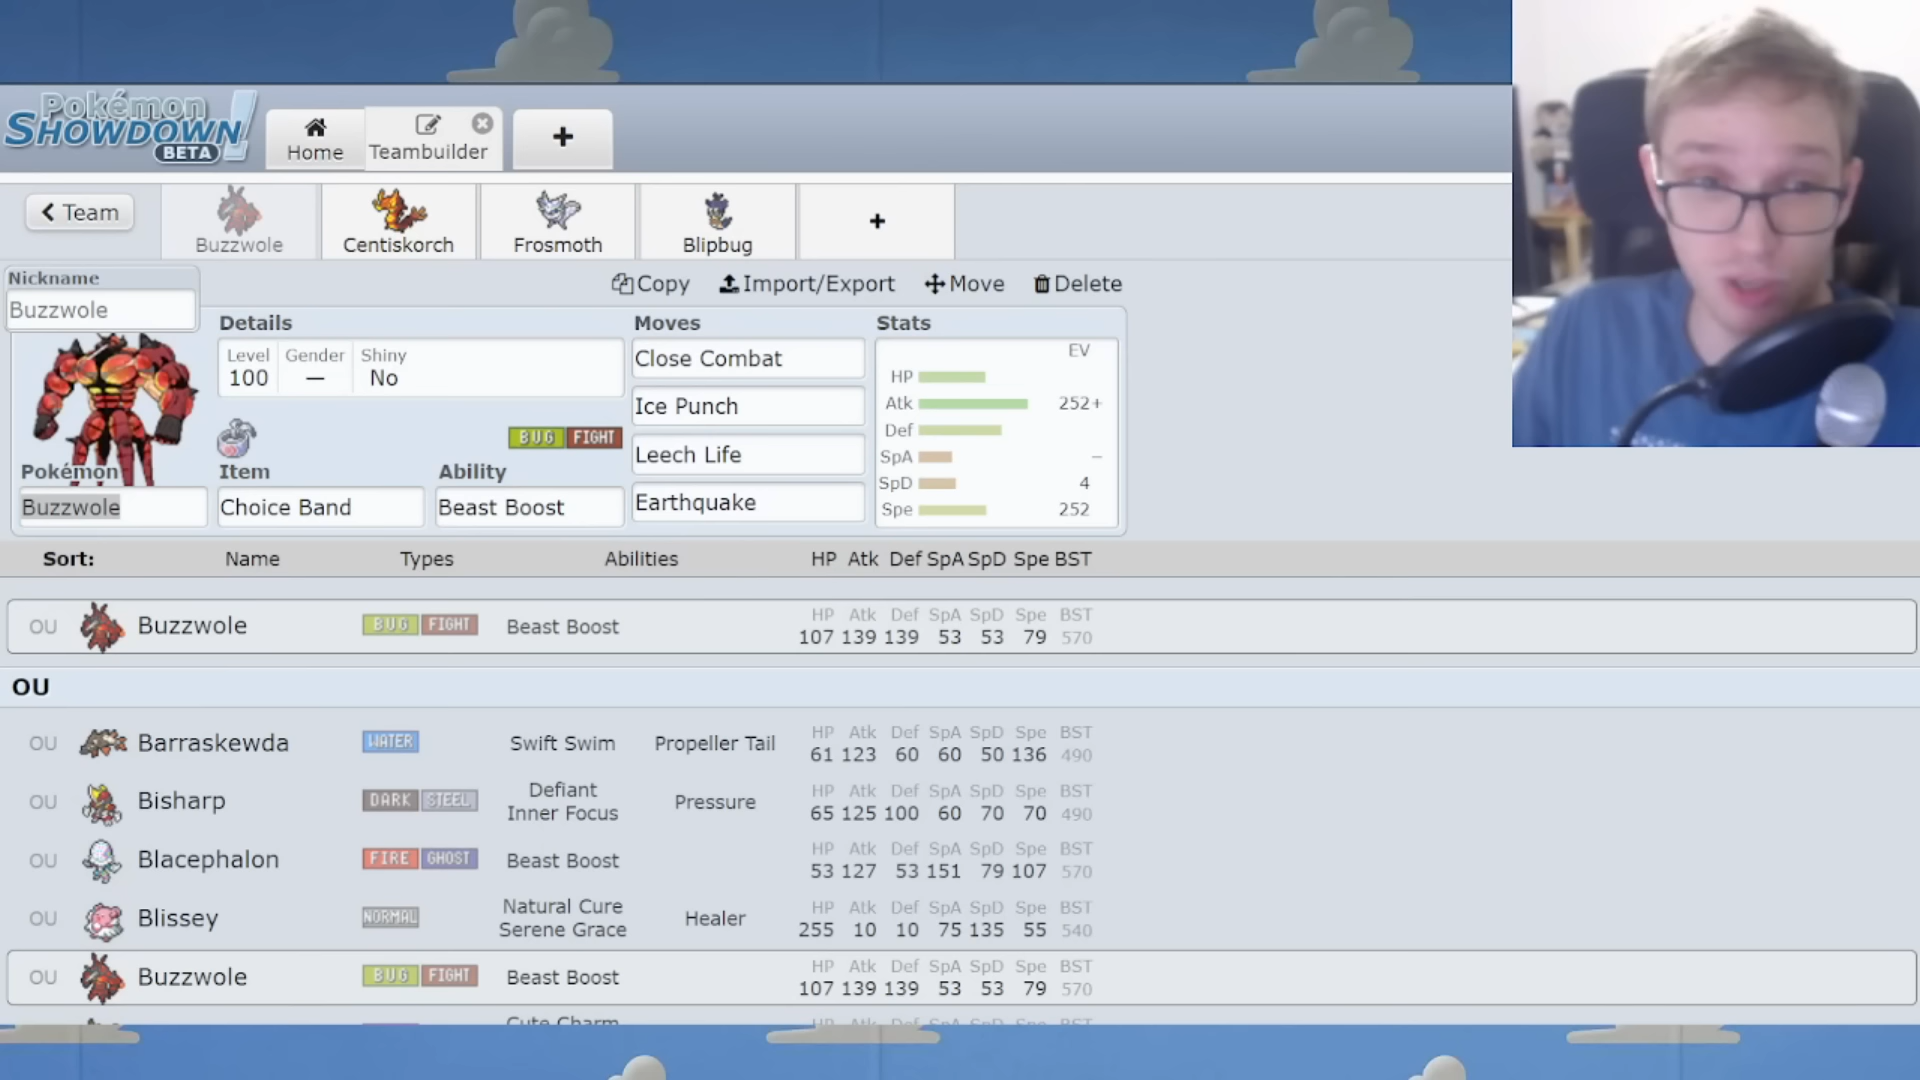 Pokémon
SHOWDOWN!
BETA
Home
Teambuilder
+
Team
Buzzwole
Centiskorch
Frosmoth
Blipbug
+
Nickname
Buzzwole
Copy
Import/Export
Move
Delete
Details
Level
100
Gender
—
Shiny
No
BUG FIGHT
Pokémon
Buzzwole
Item
Choice Band
Ability
Beast Boost
Moves
Close Combat
Ice Punch
Leech Life
Earthquake
Stats
EV
HP
Atk 252+
Def
SpA –
SpD 4
Spe 252
Sort: Name Types Abilities HP Atk Def SpA SpD Spe BST
OU Buzzwole BUG FIGHT Beast Boost
HP Atk Def SpA SpD Spe BST
107 139 139 53 53 79 570
OU
OU Barraskewda WATER Swift Swim Propeller Tail
HP Atk Def SpA SpD Spe BST
61 123 60 60 50 136 490
OU Bisharp DARK STEEL Defiant
Inner Focus Pressure
HP Atk Def SpA SpD Spe BST
65 125 100 60 70 70 490
OU Blacephalon FIRE GHOST Beast Boost
HP Atk Def SpA SpD Spe BST
53 127 53 151 79 107 570
OU Blissey NORMAL Natural Cure
Serene Grace Healer
HP Atk Def SpA SpD Spe BST
255 10 10 75 135 55 540
OU Buzzwole BUG FIGHT Beast Boost
HP Atk Def SpA SpD Spe BST
107 139 139 53 53 79 570
Cute Charm
HP Atk Def SpA SpD Spe BST